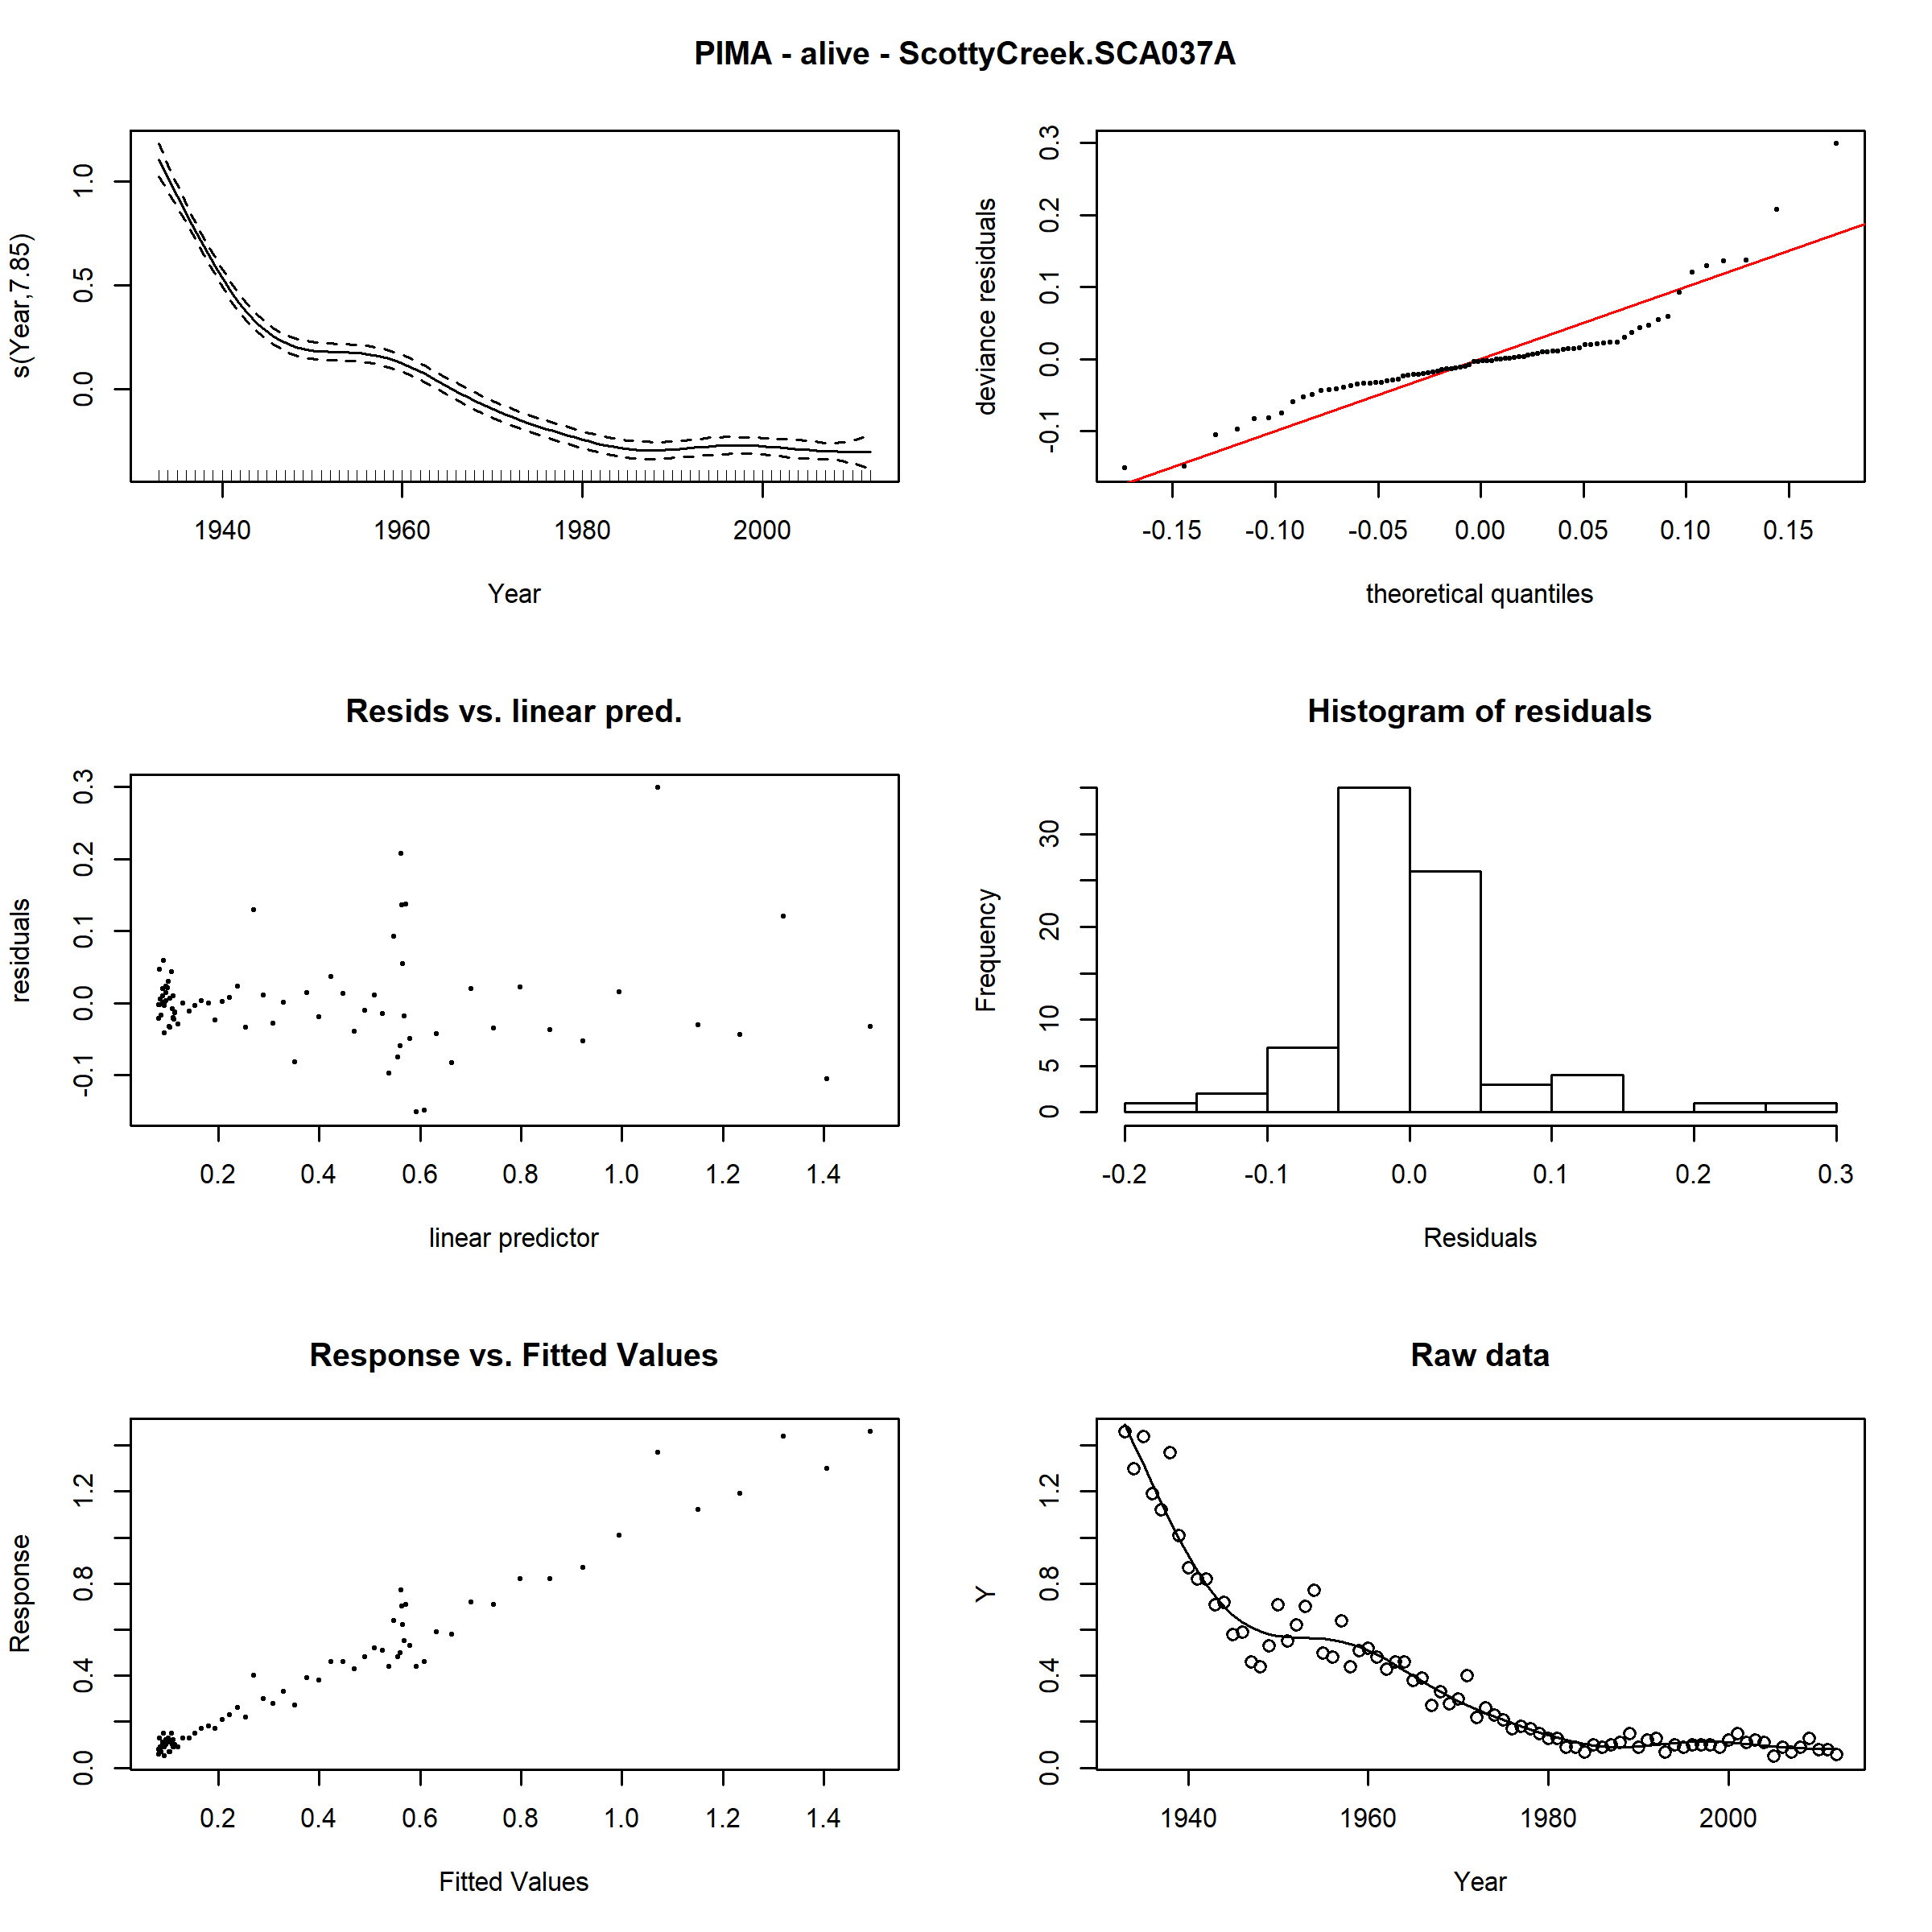 PIMA - alive - ScottyCreek.SCA037A
s(Year,7.85)
0.0 0.5 1.0
1940 1960 1980 2000
Year
deviance residuals
-0.1 0.0 0.1 0.2 0.3
-0.15 -0.10 -0.05 0.00 0.05 0.10 0.15
theoretical quantiles
Resids vs. linear pred.
residuals
-0.1 0.0 0.1 0.2 0.3
0.2 0.4 0.6 0.8 1.0 1.2 1.4
linear predictor
Histogram of residuals
Frequency
0 5 10 20 30
-0.2 -0.1 0.0 0.1 0.2 0.3
Residuals
Response vs. Fitted Values
Response
0.0 0.4 0.8 1.2
0.2 0.4 0.6 0.8 1.0 1.2 1.4
Fitted Values
Raw data
Y
0.0 0.4 0.8 1.2
1940 1960 1980 2000
Year